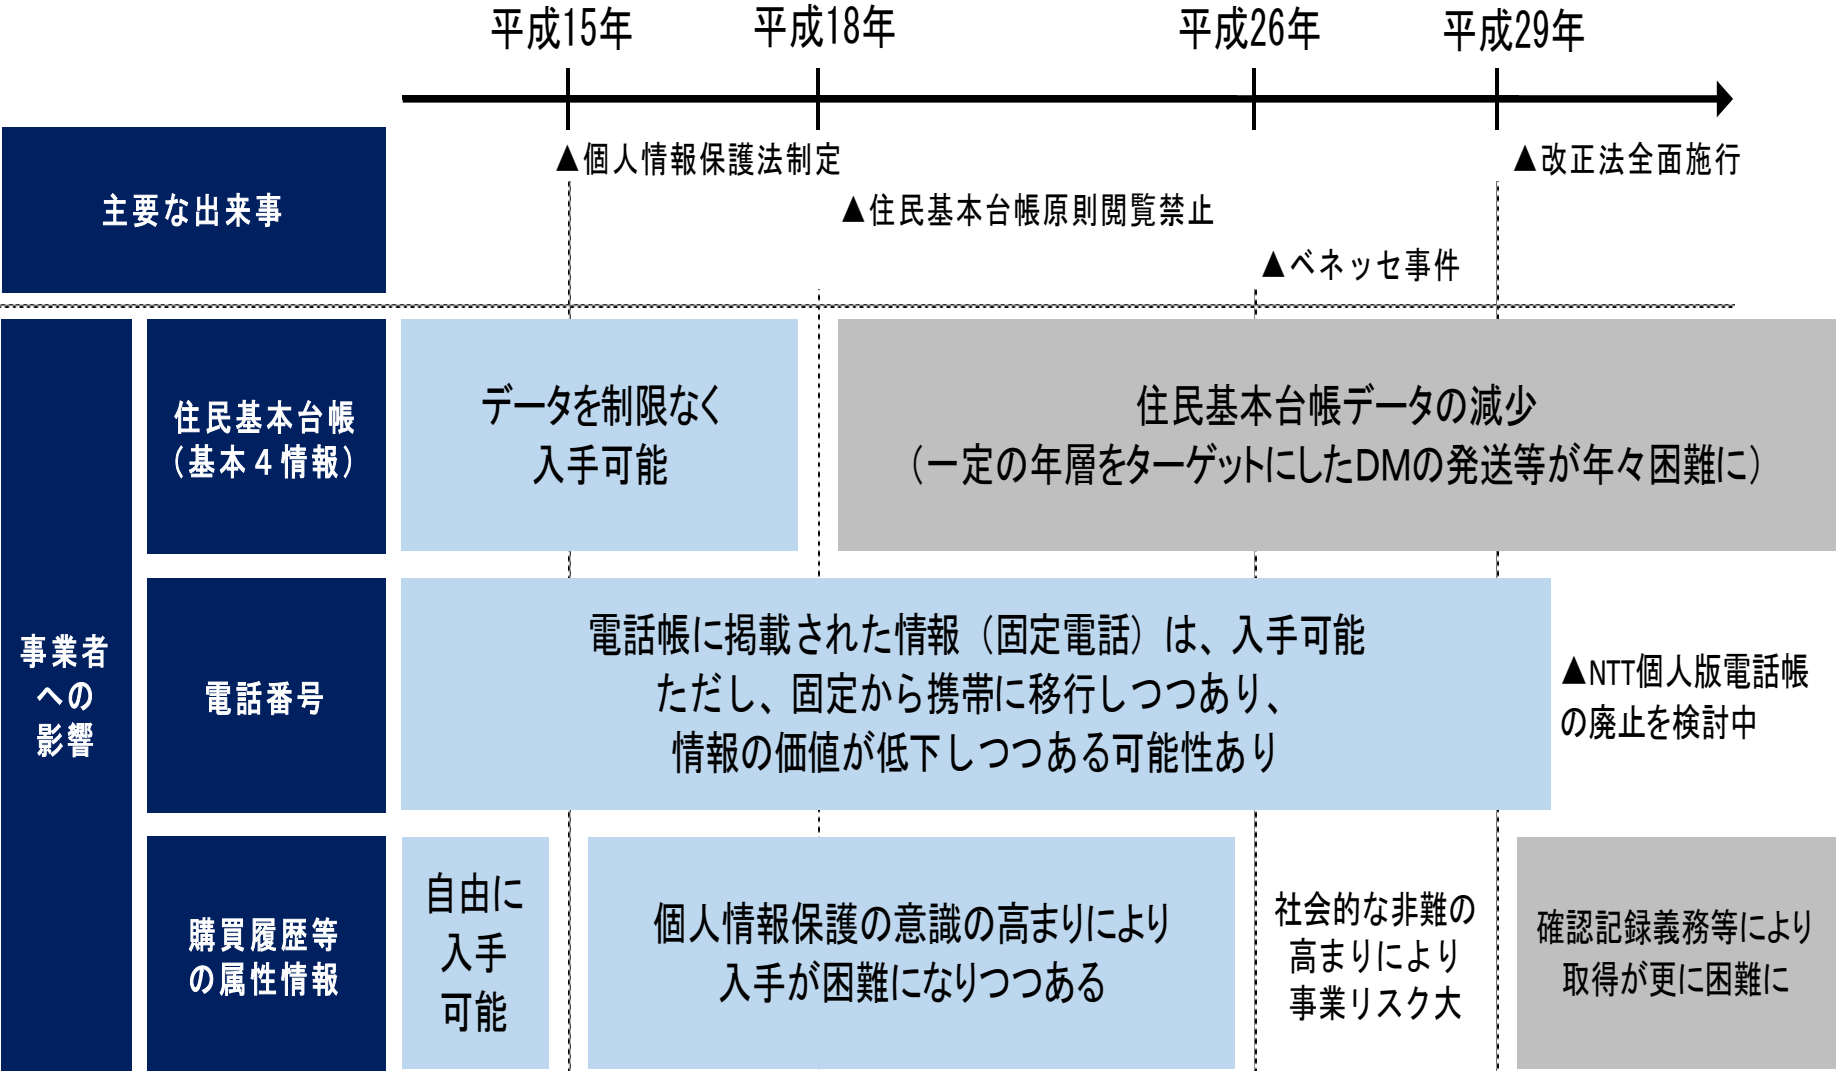 平成15年
平成18年
平成26年
平成29年
主要な出来事
▲個人情報保護法制定
▲改正法全面施行
▲住民基本台帳原則閲覧禁止
▲ベネッセ事件
事業者
への
影響
住民基本台帳
（基本４情報）
データを制限なく
入手可能
住民基本台帳データの減少
（一定の年層をターゲットにしたDMの発送等が年々困難に）
電話番号
電話帳に掲載された情報（固定電話）は、入手可能
ただし、固定から携帯に移行しつつあり、
情報の価値が低下しつつある可能性あり
▲NTT個人版電話帳
の廃止を検討中
購買履歴等
の属性情報
自由に
入手
可能
個人情報保護の意識の高まりにより
入手が困難になりつつある
社会的な非難の
高まりにより
事業リスク大
確認記録義務等により
取得が更に困難に